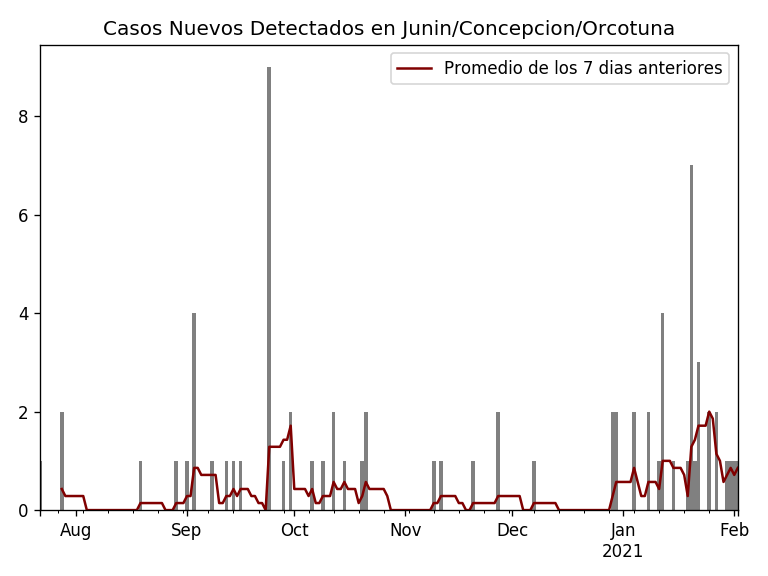 Casos Nuevos Detectados en Junin/Concepcion/Orcotuna
Promedio de los 7 dias anteriores
8
6
4
2
0
Aug Sep Oct Nov Dec Jan Feb
2021